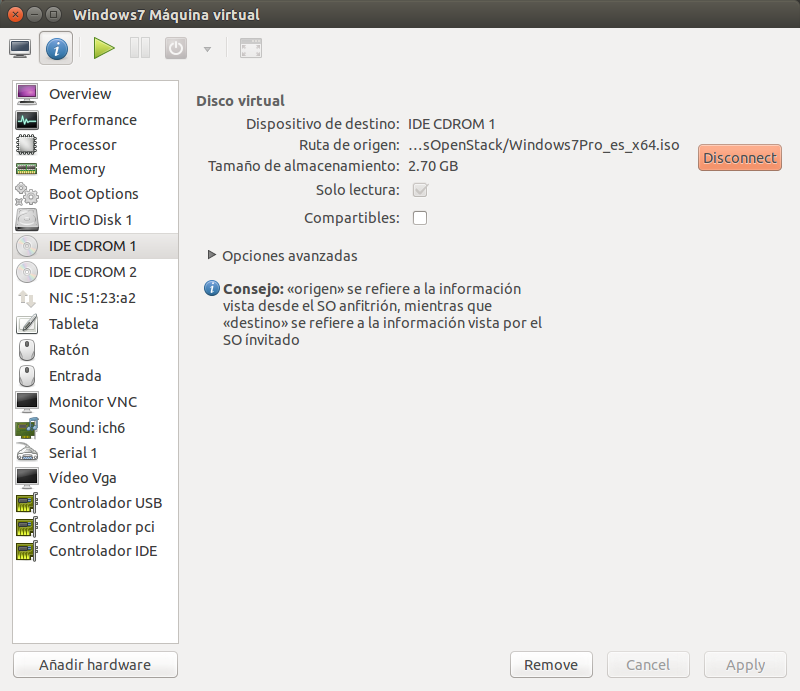 Windows7 Máquina virtual
Overview
Performance
Processor
Memory
Boot Options
VirtIO Disk 1
IDE CDROM 1
IDE CDROM 2
NIC :51:23:a2
Tableta
Ratón
Entrada
Monitor VNC
Sound: ich6
Serial 1
Vídeo Vga
Controlador USB
Controlador pci
Controlador IDE
Añadir hardware
Disco virtual
Dispositivo de destino: IDE CDROM 1
Ruta de origen: ...sOpenStack/Windows7Pro_es_x64.iso
Disconnect
Tamaño de almacenamiento: 2.70 GB
Solo lectura:
Compartibles:
Opciones avanzadas
Consejo: «origen» se refiere a la información
vista desde el SO anfitrión, mientras que
«destino» se refiere a la información vista por el
SO ínvitado
Remove
Cancel
Apply